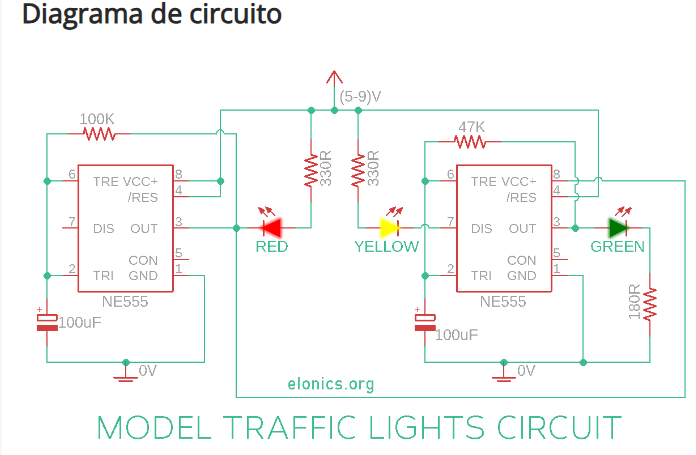 Diagrama de circuito
(5-9)V
100K
47K
330R
330R
6
TRE VCC+
8
/RES
4
7
DIS
OUT
3
CON
5
2
TRI
GND
1
NE555
RED
YELLOW
6
TRE VCC+
8
/RES
4
7
DIS
OUT
3
CON
5
2
TRI
GND
1
NE555
GREEN
180R
+
100uF
0V
+
100uF
0V
elonics.org
MODEL TRAFFIC LIGHTS CIRCUIT